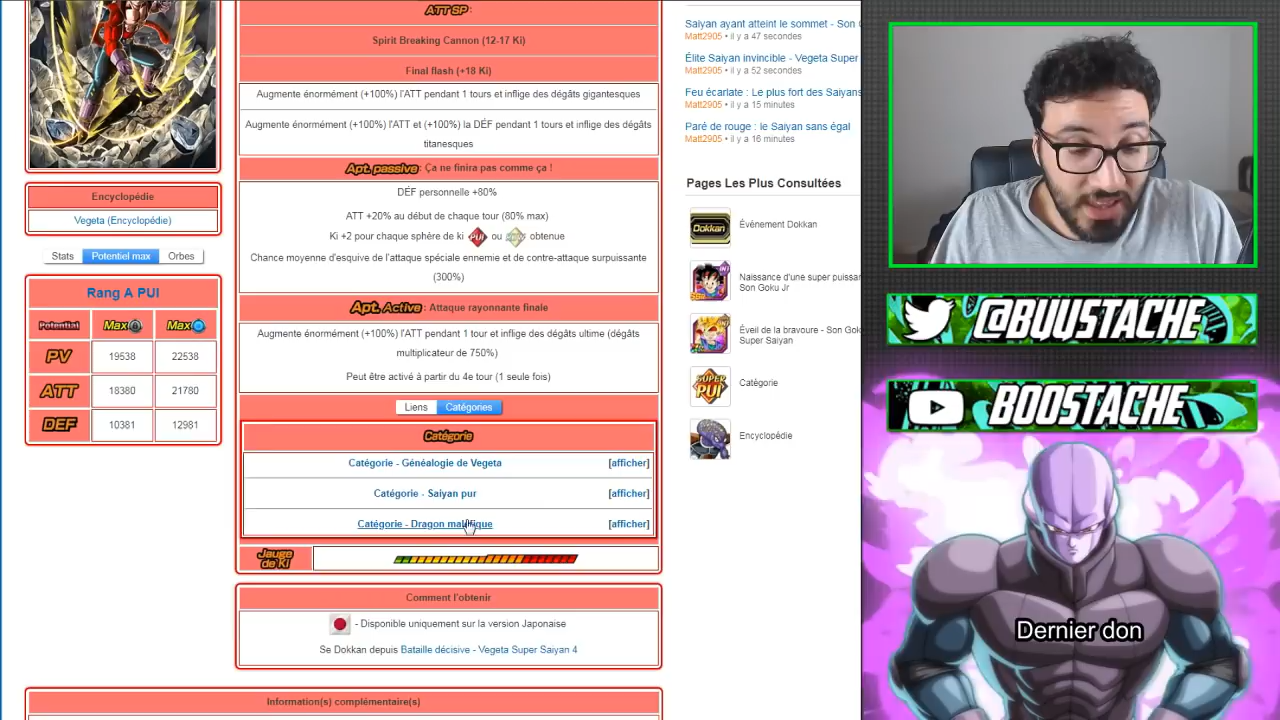 ATT SP :
Spirit Breaking Cannon (12-17 Ki)
Final flash (+18 Ki)
Augmente énormément (+100%) l'ATT pendant 1 tours et inflige des dégâts gigantesques
Augmente énormément (+100%) l'ATT et (+100%) la DÉF pendant 1 tours et inflige des dégâts
titanesques
Apt. passive : Ça ne finira pas comme ça !
DÉF personnelle +80%
ATT +20% au début de chaque tour (80% max)
Ki +2 pour chaque sphère de ki PUI ou obtenue
Chance moyenne d'esquive de l'attaque spéciale ennemie et de contre-attaque surpuissante
(300%)
Apt. Active : Attaque rayonnante finale
Augmente énormément (+100%) l'ATT pendant 1 tour et inflige des dégâts ultime (dégâts
multiplicateur de 750%)
Peut être activé à partir du 4e tour (1 seule fois)
Liens Catégories
Catégorie
Catégorie - Généalogie de Vegeta [afficher]
Catégorie - Saiyan pur [afficher]
Catégorie - Dragon maléfique [afficher]
Jauge
de Ki
Comment l'obtenir
- Disponible uniquement sur la version Japonaise
Se Dokkan depuis Bataille décisive - Vegeta Super Saiyan 4
Information(s) complémentaire(s)
Encyclopédie
Vegeta (Encyclopédie)
Stats Potentiel max Orbes
Rang A PUI
Potential Max Max
PV 19538 22538
ATT 18380 21780
DEF 10381 12981
Saiyan ayant atteint le sommet - Son G
Matt2905 • il y a 47 secondes
Élite Saiyan invincible - Vegeta Super
Matt2905 • il y a 52 secondes
Feu écarlate : Le plus fort des Saiyans
Matt2905 • il y a 15 minutes
Paré de rouge : le Saiyan sans égal
Matt2905 • il y a 16 minutes
Pages Les Plus Consultées
Dokkan
Événement Dokkan
Naissance d'une super puissan
Son Goku Jr
Éveil de la bravoure - Son Gok
Super Saiyan
SUPER
PUI
Catégorie
Encyclopédie
@BUUSTACHE
BOOSTACHE
Dernier don